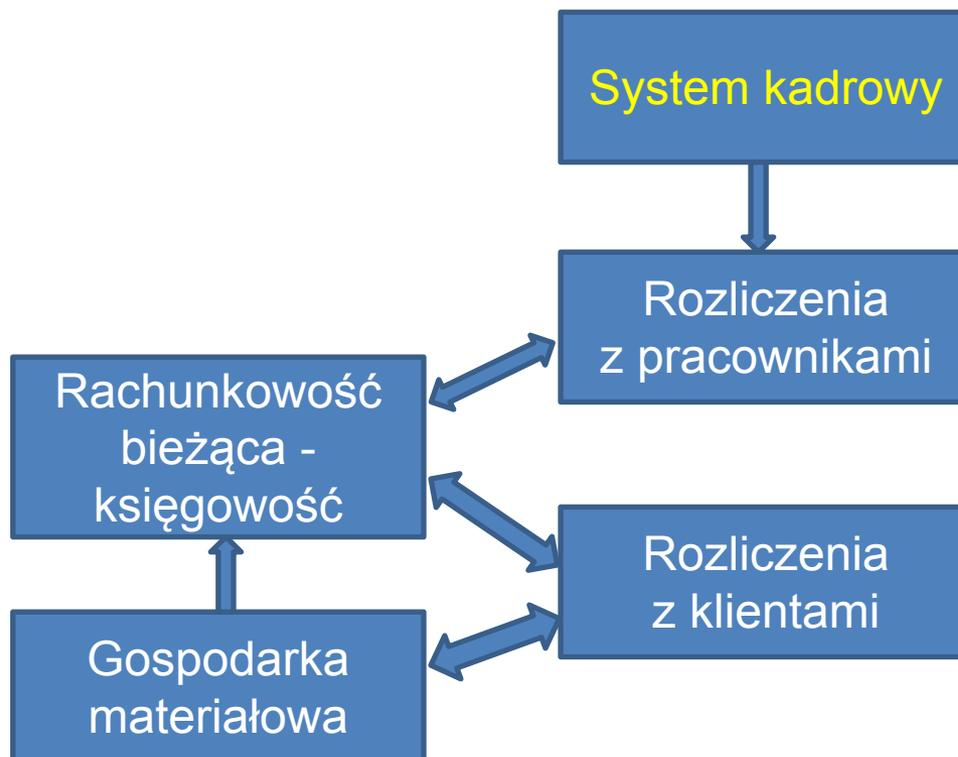 System kadrowy
Rozliczenia
z pracownikami
Rachunkowość
bieżąca -
księgowość
Rozliczenia
z klientami
Gospodarka
materiałowa